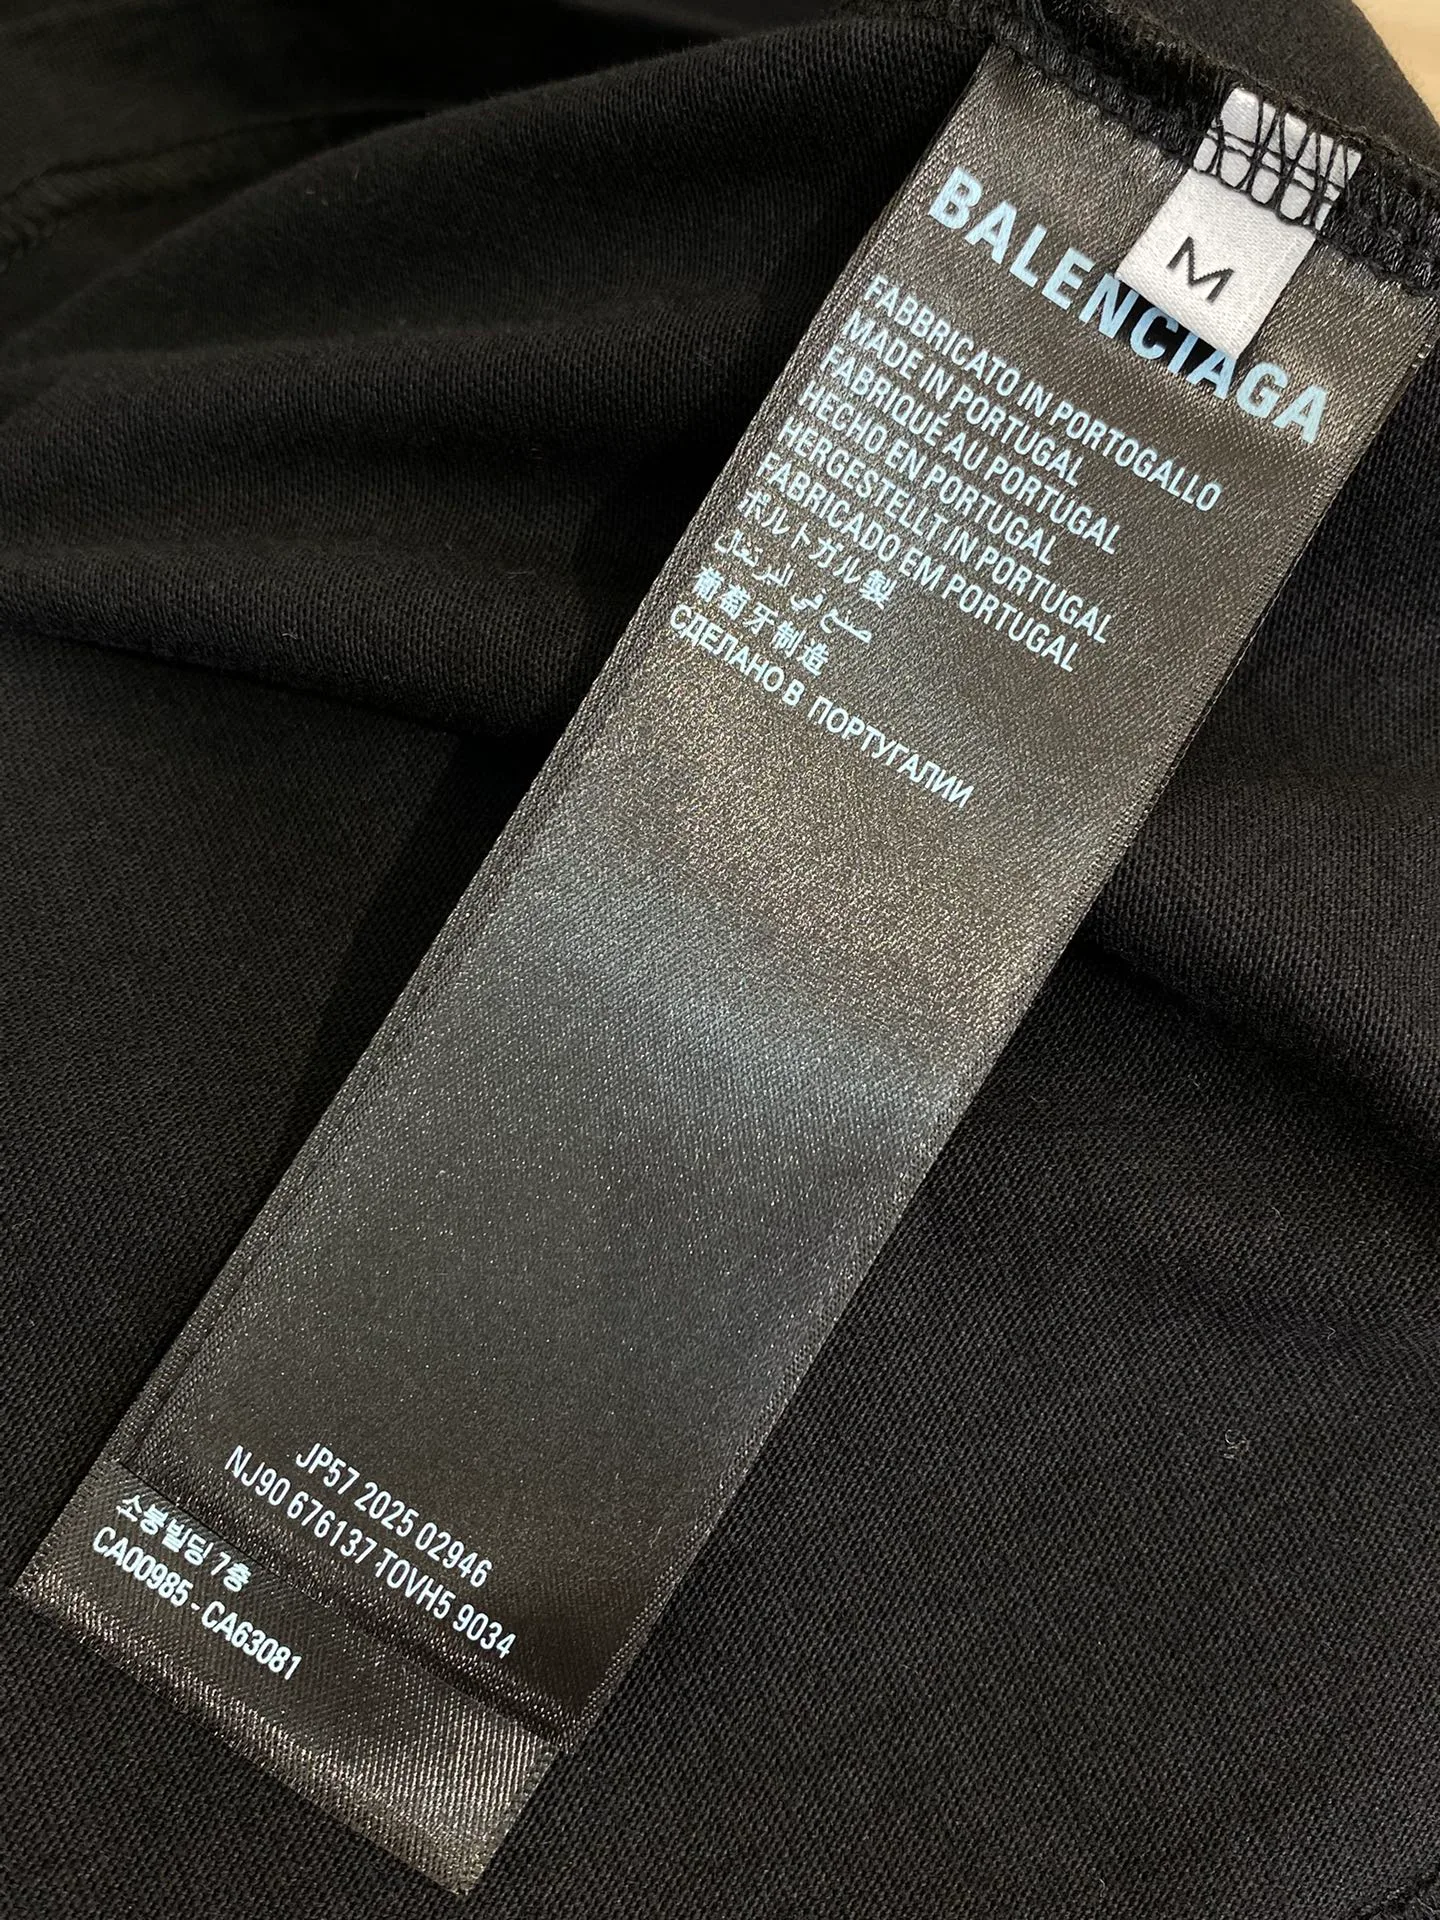 M
BALENCIAGA
FABBRICATO IN PORTOGALLO
MADE IN PORTUGAL
FABRIQUÉ AU PORTUGAL
HECHO EN PORTUGAL
HERGESTELLT IN PORTUGAL
FABRICADO EM PORTUGAL
ポルトガル製
صنع في البرتغال
葡萄牙制造
СДЕЛАНО В ПОРТУГАЛИИ
JP57 2025 02946
NJ90 676137 TOVH5 9034
소봉빌딩 7층
CA00985 - CA63081